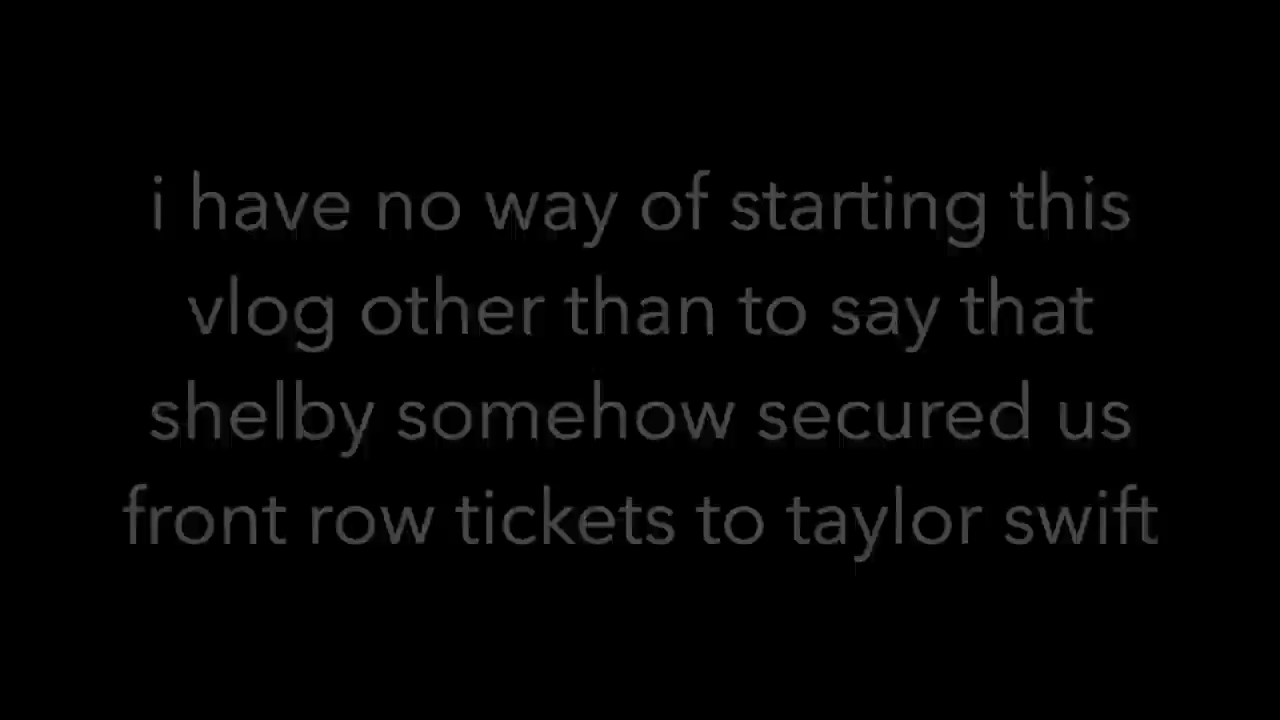 i have no way of starting this
vlog other than to say that
shelby somehow secured us
front row tickets to taylor swift